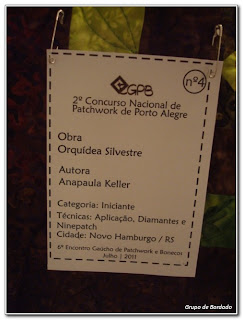 nº4
GPB
2º Concurso Nacional de
Patchwork de Porto Alegre
Obra
Orquídea Silvestre
Autora
Anapaula Keller
Categoria: Iniciante
Técnicas: Aplicação, Diamantes e
Ninepatch
Cidade: Novo Hamburgo / RS
6º Encontro Gaúcho de Patchwork e Bonecas
Julho | 2011
Grupo de Bordado